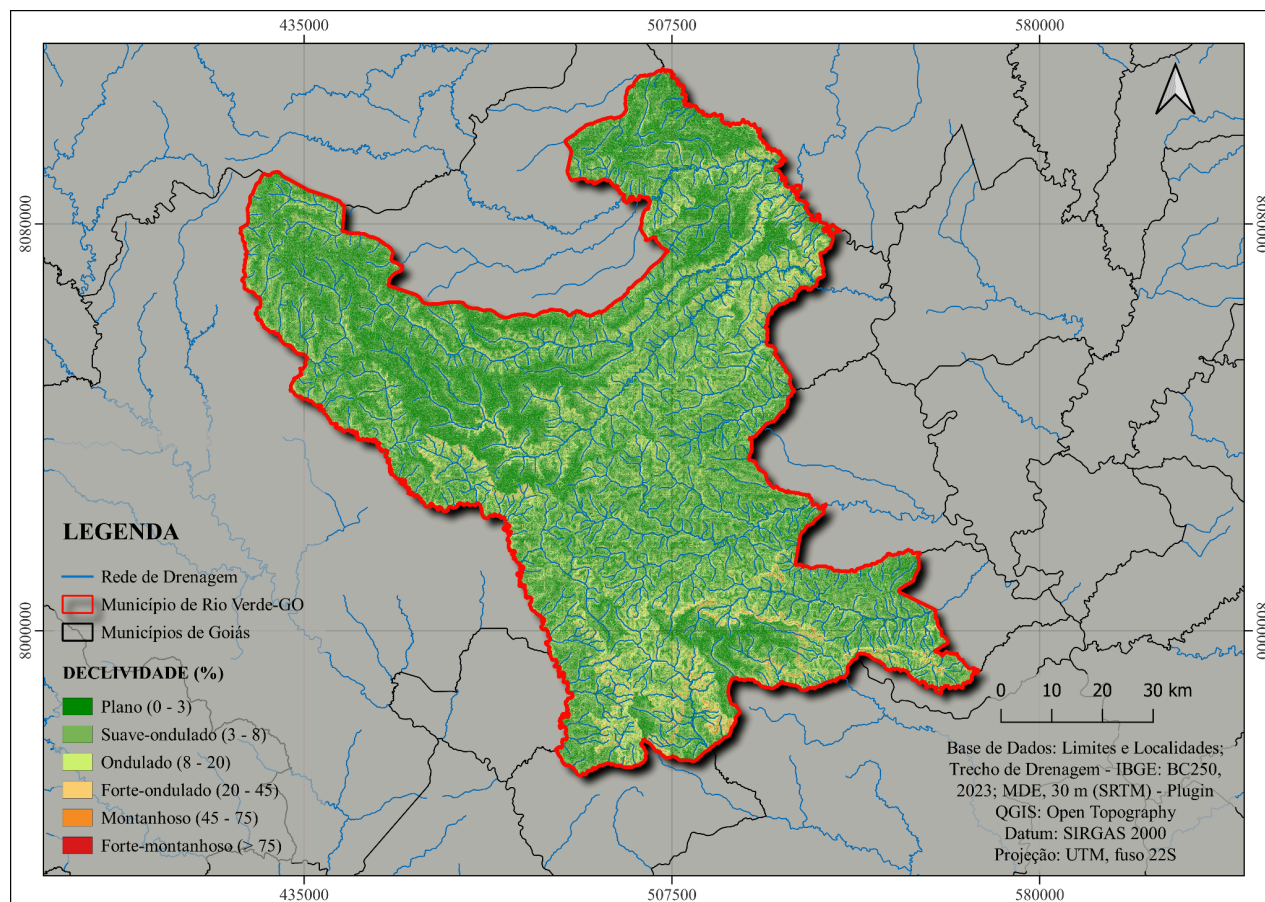 435000
507500
580000
8080000
8080000
LEGENDA
Rede de Drenagem
Município de Rio Verde-GO
Municípios de Goiás
8000000
8000000
DECLIVIDADE (%)
Plano (0 - 3)
Suave-ondulado (3 - 8)
Ondulado (8 - 20)
Forte-ondulado (20 - 45)
Montanhoso (45 - 75)
Forte-montanhoso (> 75)
0 10 20 30 km
Base de Dados: Limites e Localidades;
Trecho de Drenagem - IBGE: BC250,
2023; MDE, 30 m (SRTM) - Plugin
QGIS: Open Topography
Datum: SIRGAS 2000
Projeção: UTM, fuso 22S
435000
507500
580000